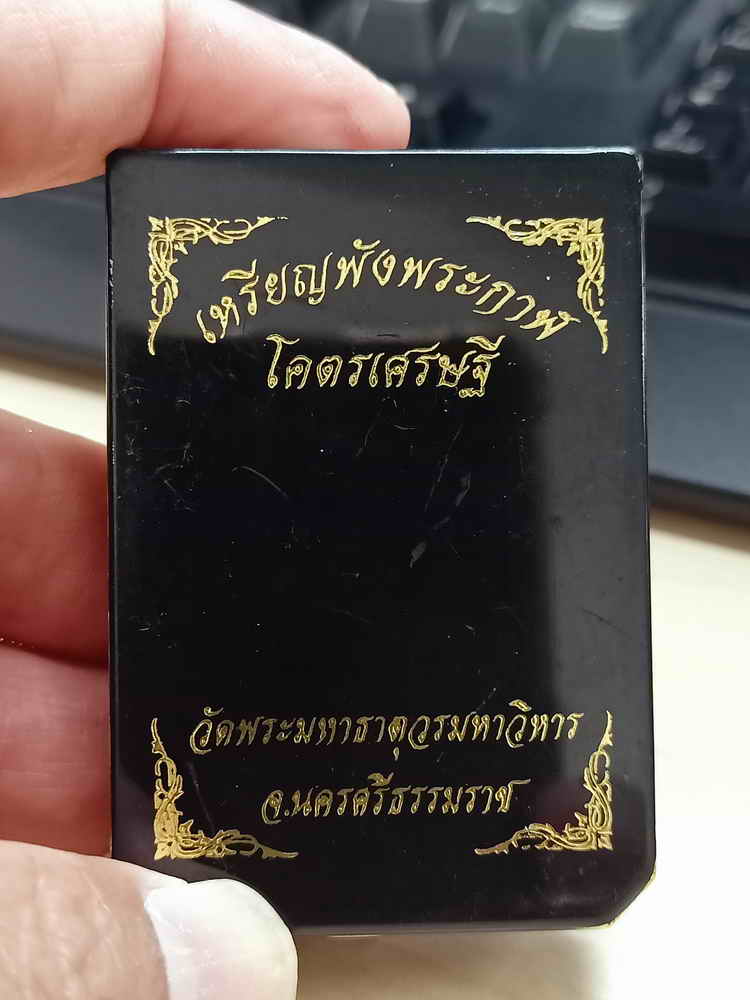 เหรียญพังพระกาฬ
โคตรเศรษฐี
วัดพระมหาธาตุวรมหาวิหาร
จ.นครศรีธรรมราช